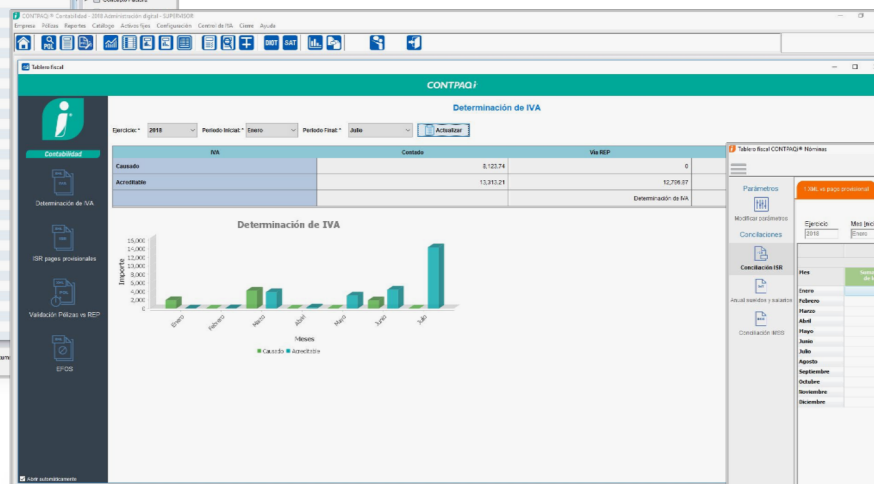 CONTPAQi® Contabilidad - 2018 Administración digital - SUPERVISOR
Empresa Pólizas Reportes Catálogo Activos fijos Configuración Control de IVA Cierre Ayuda
POL
DIOT SAT
Tablero fiscal
CONTPAQi
Determinación de IVA
Ejercicio:* 2018 Periodo Inicial:* Enero Periodo Final:* Julio Actualizar
Contabilidad
IVA Contado Vía REP
Causado 8,123.74 0
Acreditable 13,313.21 12,706.87
Determinación de IVA
Determinación de IVA
ISR pagos provisionales
Validación Pólizas vs REP
EFOS
Abrir automáticamente
Determinación de IVA
Importe
16,000
14,000
12,000
10,000
8,000
6,000
4,000
2,000
0
Enero Febrero Marzo Abril Mayo Junio Julio
Meses
Causado Acreditable
Tablero fiscal CONTPAQi® Nóminas
Parámetros
Modificar parámetros
Conciliaciones
Conciliación ISR
Anual sueldos y salarios
Conciliación IMSS
XML vs pago provisional
Ejercicio
2018
Enero
Mes
Enero
Febrero
Marzo
Abril
Mayo
Junio
Julio
Agosto
Septiembre
Octubre
Noviembre
Diciembre